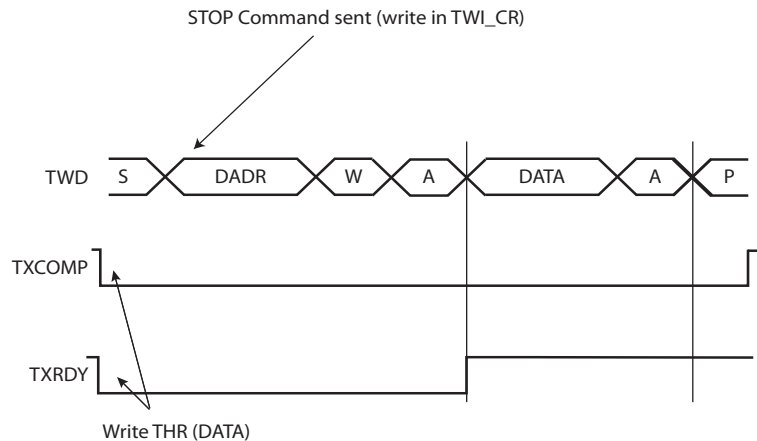 STOP Command sent (write in TWI_CR)
TWD S DADR W A DATA A P
TXCOMP
TXRDY
Write THR (DATA)